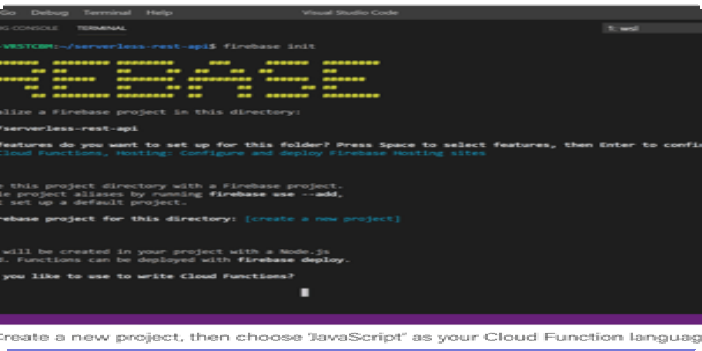 Go Debug Terminal Help Visual Studio Code
TERMINAL 1: wsl
-VRSTCBM:~/serverless-rest-api$ firebase init
REBASE
alize a Firebase project in this directory:
/serverless-rest-api
features do you want to set up for this folder? Press Space to select features, then Enter to confi
Cloud Functions, Hosting: Configure and deploy Firebase Hosting sites
this project directory with a Firebase project.
le project aliases by running firebase use --add,
set up a default project.
rebase project for this directory: [create a new project]
will be created in your project with a Node.js
d. Functions can be deployed with firebase deploy.
you like to use to write Cloud Functions?
Create a new project, then choose 'JavaScript' as your Cloud Function languag